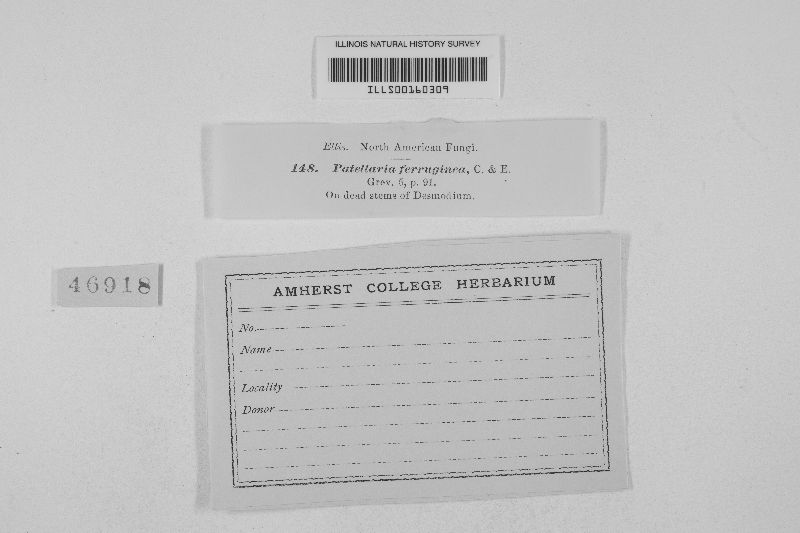 ILLINOIS NATURAL HISTORY SURVEY
ILLS00160309
Ellis. North American Fungi.
148. Patellaria ferruginea, C. & E.
Grev. 5, p. 91.
On dead stems of Desmodium.
46918
AMHERST COLLEGE HERBARIUM
No.
Name
Locality
Donor